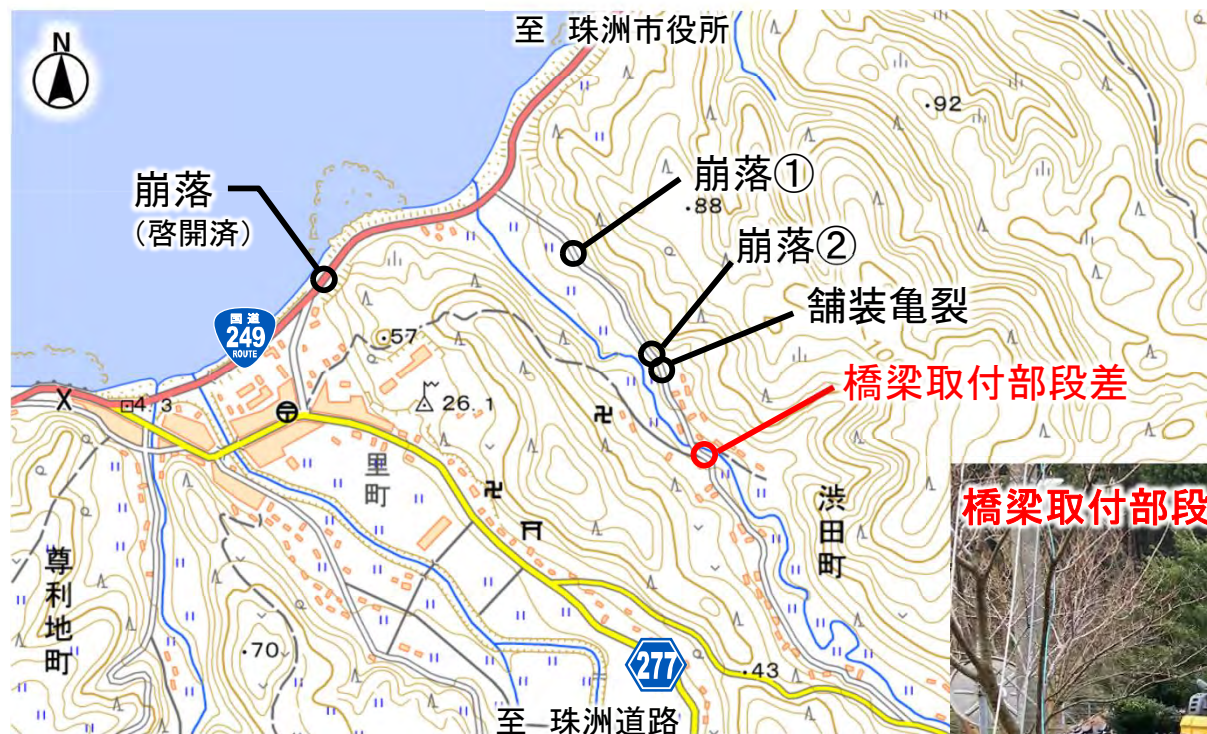 至 珠洲市役所
N
・92
崩落
（啓開済）
崩落①
・88
崩落②
舗装亀裂
国道
249
ROUTE
・57
橋梁取付部段差
4.3
26.1
里町
渋田町
橋梁取付部段
尊利地町
・70
277
・43
至 珠洲道路